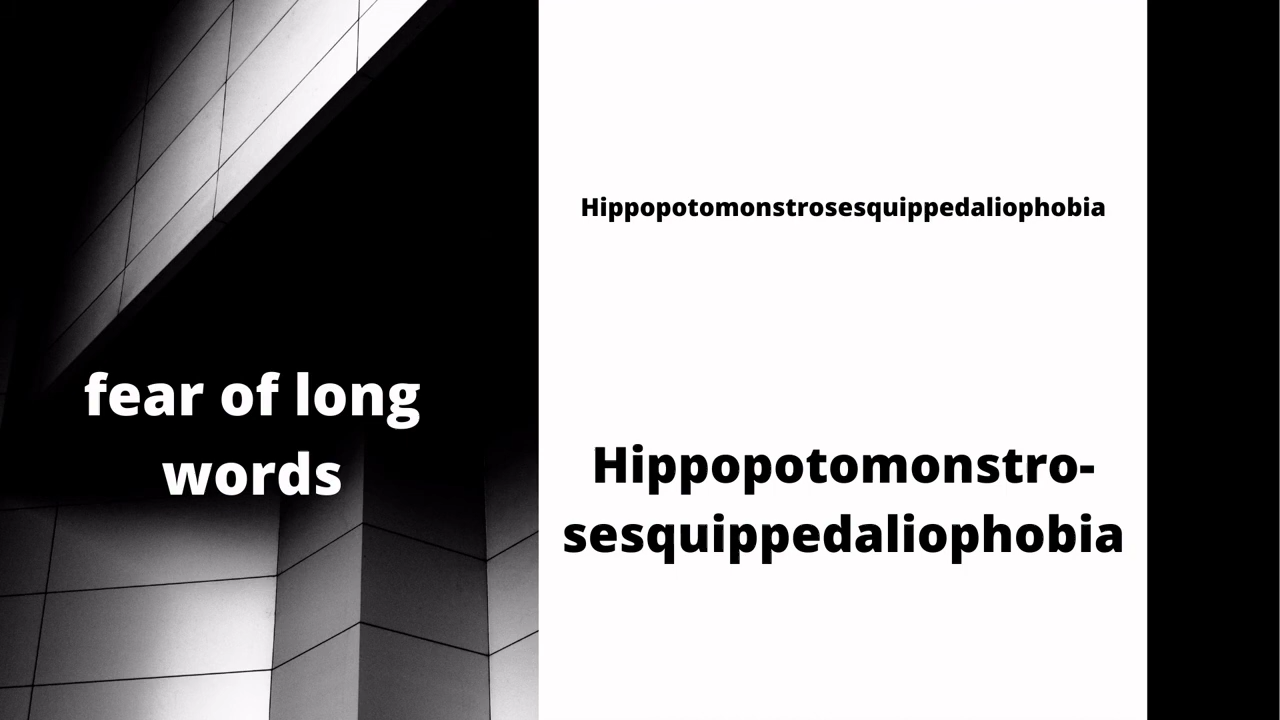 fear of long
words
Hippopotomonstrosesquippedaliophobia
Hippopotomonstro-
sesquippedaliophobia